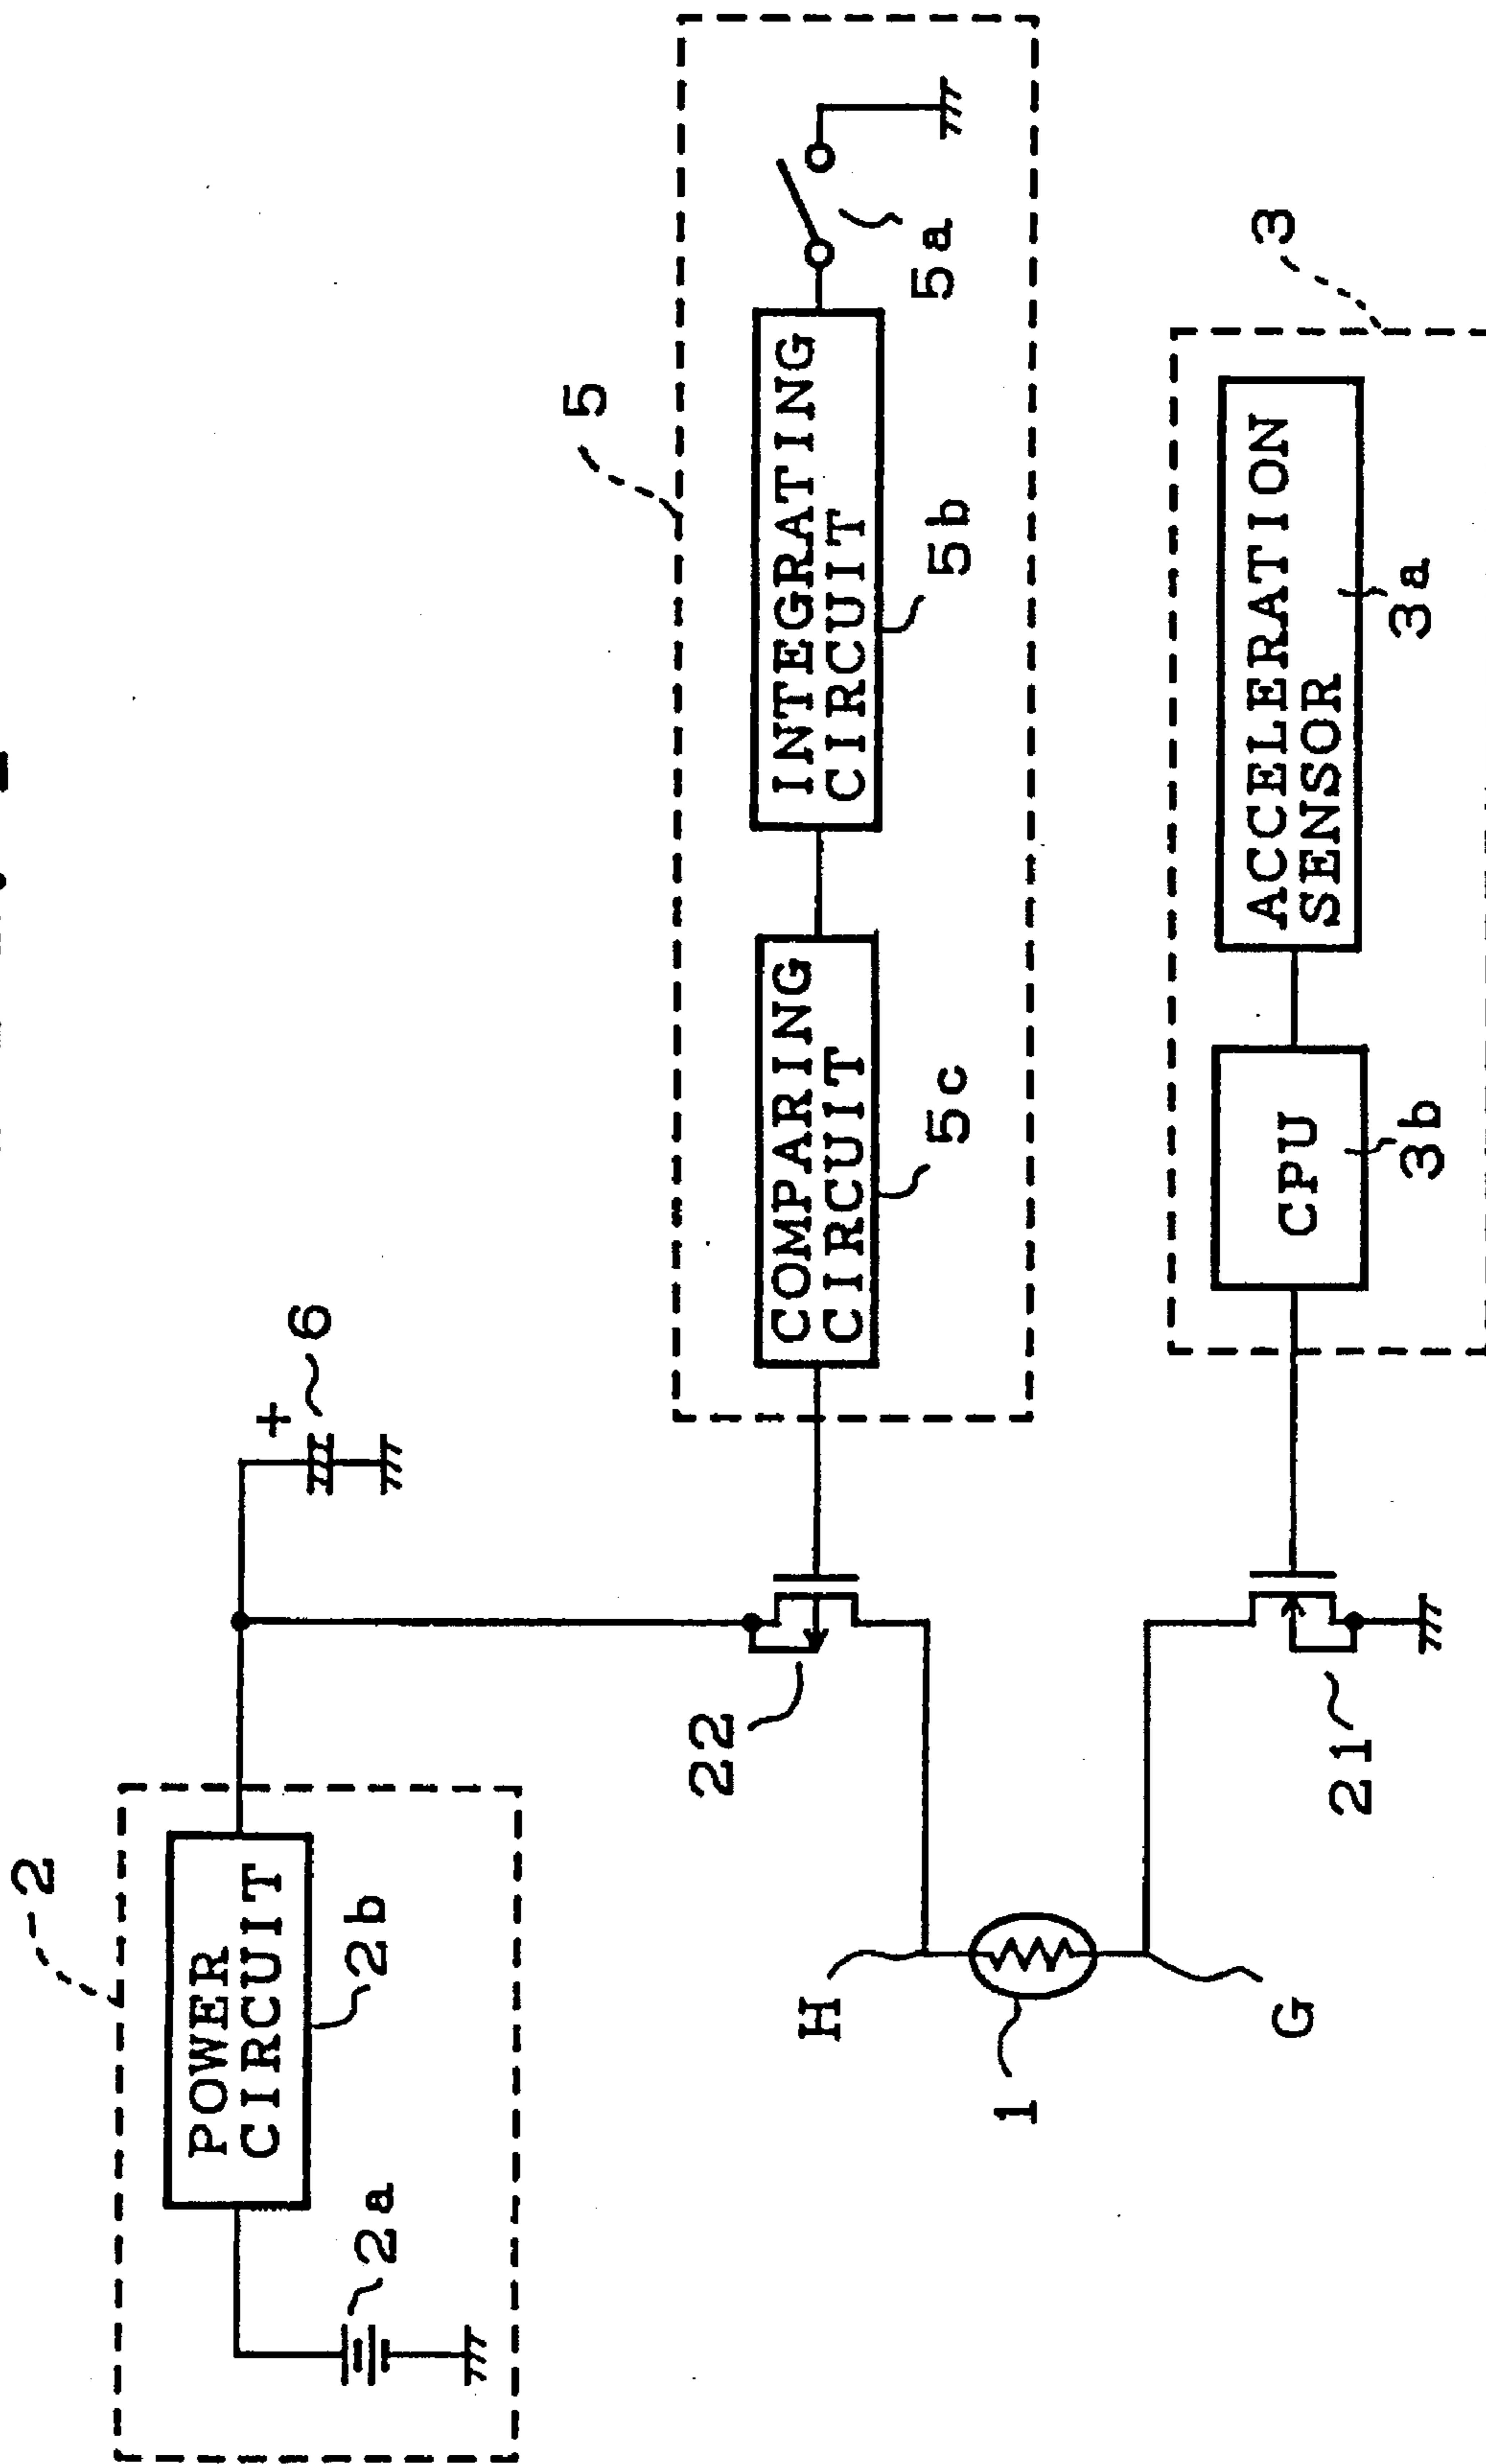 2
POWER
CIRCUIT
2b
2a
+
6
5
COMPARING
CIRCUIT
5c
INTEGRATING
CIRCUIT
5b
5a
22
H
1
G
21
3
CPU
3b
ACCELERATION
SENSOR
3a